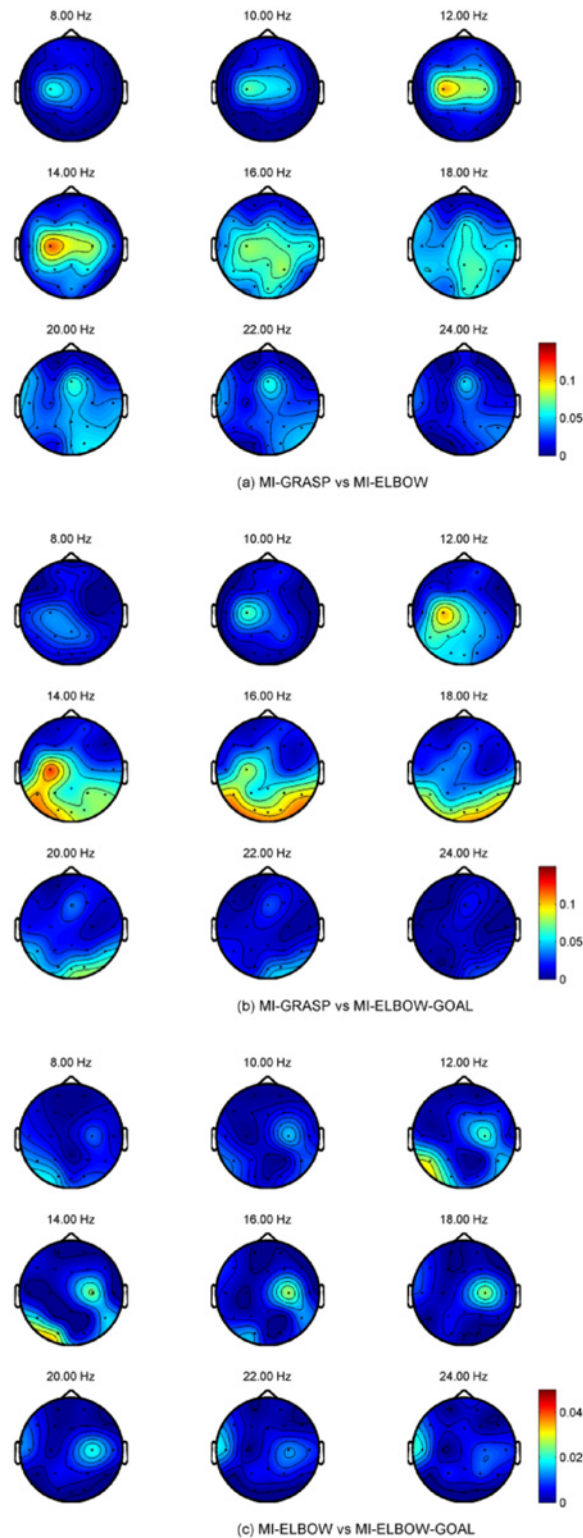 8.00 Hz 10.00 Hz 12.00 Hz
14.00 Hz 16.00 Hz 18.00 Hz
20.00 Hz 22.00 Hz 24.00 Hz
0.1
0.05
0
(a) MI-GRASP vs MI-ELBOW
8.00 Hz 10.00 Hz 12.00 Hz
14.00 Hz 16.00 Hz 18.00 Hz
20.00 Hz 22.00 Hz 24.00 Hz
0.1
0.05
0
(b) MI-GRASP vs MI-ELBOW-GOAL
8.00 Hz 10.00 Hz 12.00 Hz
14.00 Hz 16.00 Hz 18.00 Hz
20.00 Hz 22.00 Hz 24.00 Hz
0.04
0.02
0
(c) MI-ELBOW vs MI-ELBOW-GOAL